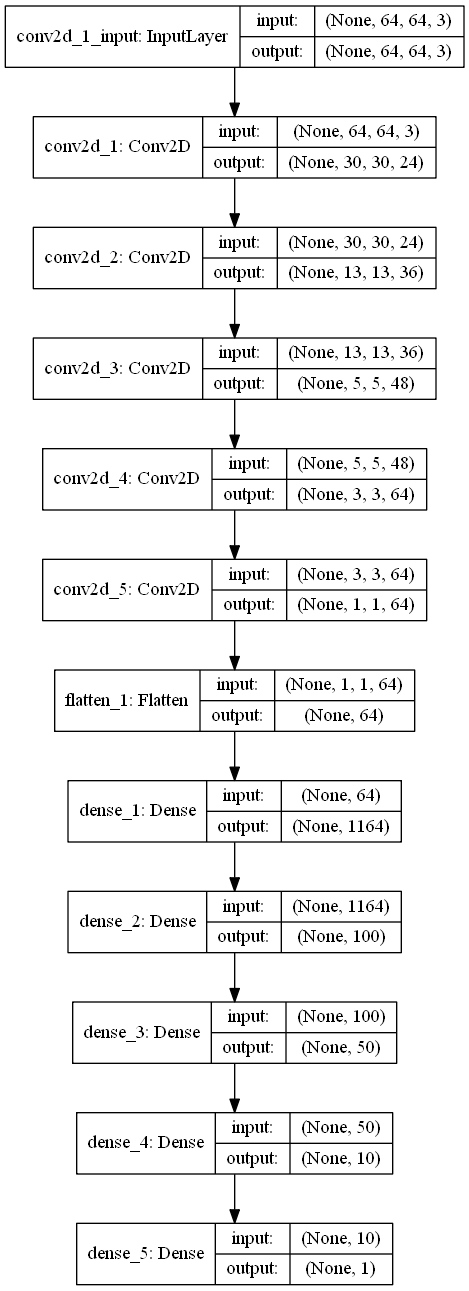 conv2d_1_input: InputLayer input: (None, 64, 64, 3)
output: (None, 64, 64, 3)
conv2d_1: Conv2D input: (None, 64, 64, 3)
output: (None, 30, 30, 24)
conv2d_2: Conv2D input: (None, 30, 30, 24)
output: (None, 13, 13, 36)
conv2d_3: Conv2D input: (None, 13, 13, 36)
output: (None, 5, 5, 48)
conv2d_4: Conv2D input: (None, 5, 5, 48)
output: (None, 3, 3, 64)
conv2d_5: Conv2D input: (None, 3, 3, 64)
output: (None, 1, 1, 64)
flatten_1: Flatten input: (None, 1, 1, 64)
output: (None, 64)
dense_1: Dense input: (None, 64)
output: (None, 1164)
dense_2: Dense input: (None, 1164)
output: (None, 100)
dense_3: Dense input: (None, 100)
output: (None, 50)
dense_4: Dense input: (None, 50)
output: (None, 10)
dense_5: Dense input: (None, 10)
output: (None, 1)